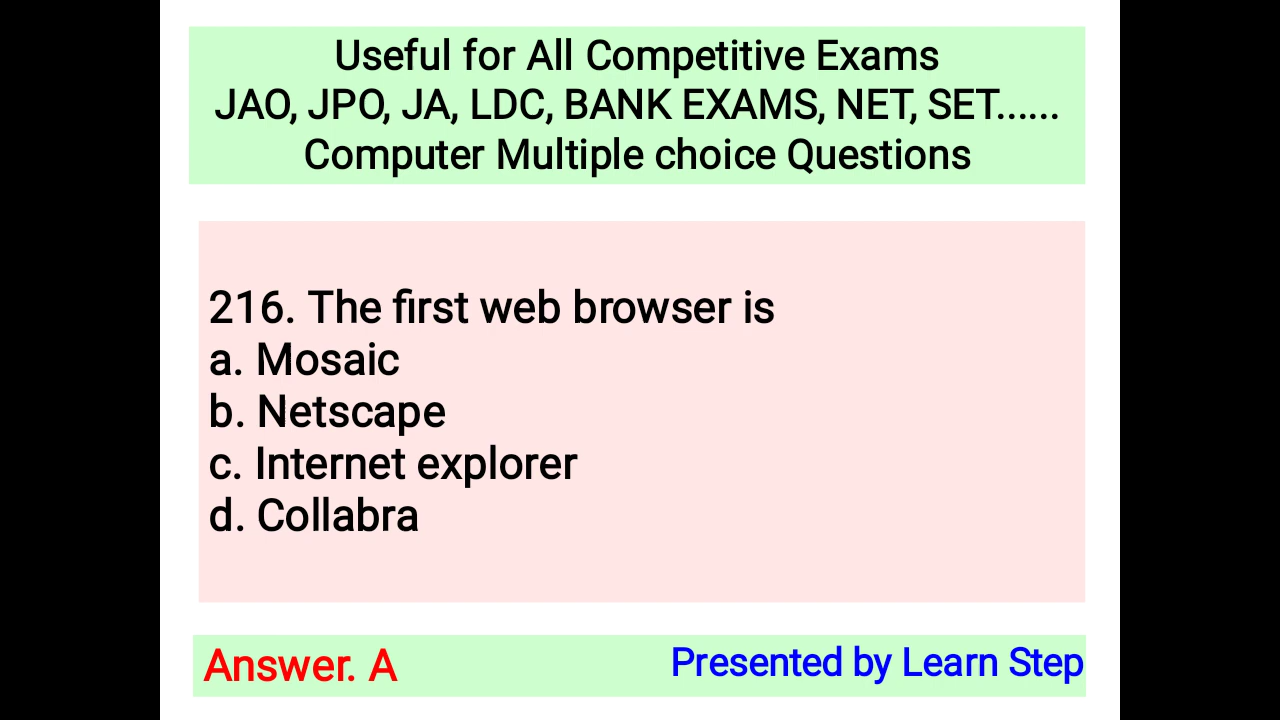 Useful for All Competitive Exams
JAO, JPO, JA, LDC, BANK EXAMS, NET, SET......
Computer Multiple choice Questions
216. The first web browser is
a. Mosaic
b. Netscape
c. Internet explorer
d. Collabra
Answer. A
Presented by Learn Step